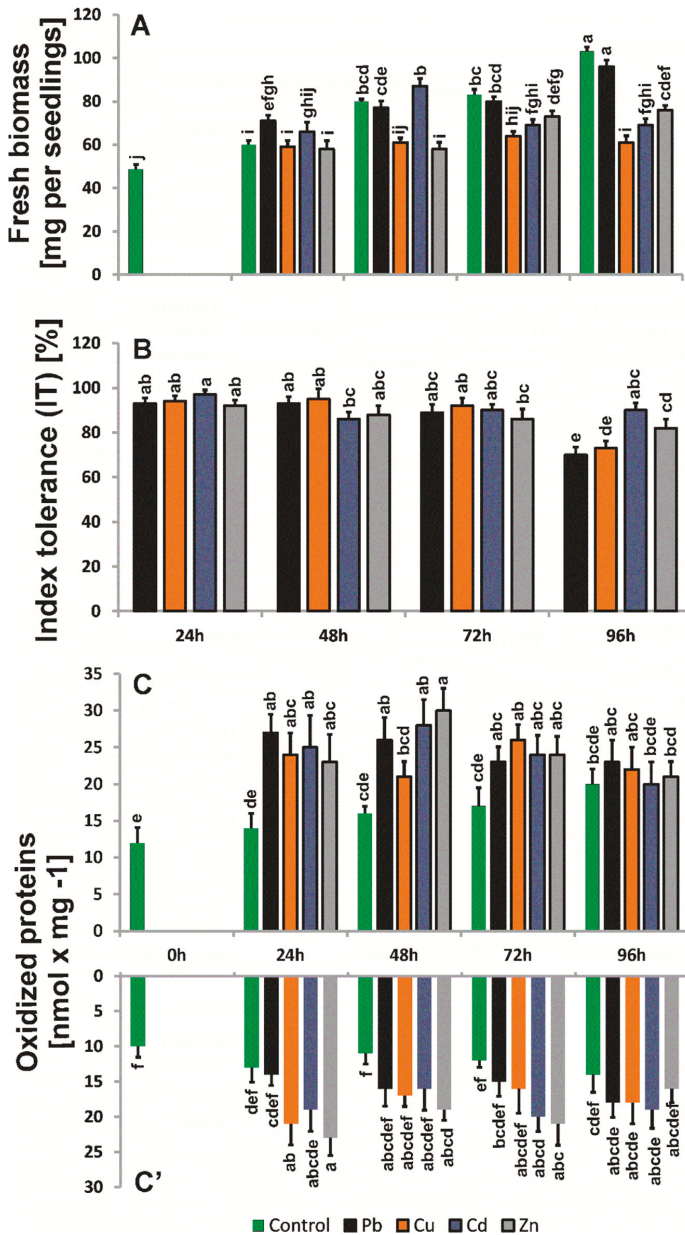 A
Fresh biomass
[mg per seedlings]
120
100
80
60
40
20
0
j
i
efgh
i
ghij
i
bcd
cde
ij
b
i
bc
bcd
hij
fghi
defg
a
a
i
fghi
cdef
B
Index tolerance (IT) [%]
120
100
80
60
40
20
0
ab
ab
a
ab
ab
ab
bc
abc
abc
ab
abc
bc
e
de
abc
cd
24h
48h
72h
96h
C
Oxidized proteins
[nmol x mg -1]
35
30
25
20
15
10
5
0
e
de
ab
abc
ab
abc
cde
ab
bcd
ab
a
cde
abc
ab
abc
abc
bcde
abc
abc
bcde
abcde
0h
24h
48h
72h
96h
0
5
10
15
20
25
30
f
def
cdef
ab
abcde
a
f
abcdef
abcdef
abcdef
abcd
ef
bcdef
abcdef
abcd
abc
cdef
abcde
abcdef
abcde
abcdef
C'
Control Pb Cu Cd Zn